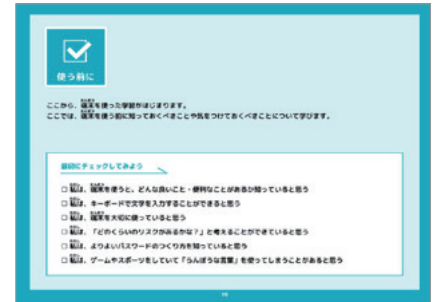 使う前に
ここから、端末を使った学習がはじまります。
ここでは、端末を使う前に知っておくべきことや気をつけておくべきことについて学びます。
最初にチェックしてみよう
□ 私は、端末を使うと、どんな良いこと・便利なことがあるか知っていると思う
□ 私は、キーボードで文字を入力することができると思う
□ 私は、端末を大切に使っていると思う
□ 私は、「どのくらいのリスクがあるかな？」と考えることができていると思う
□ 私は、よりよいパスワードのつくり方を知っていると思う
□ 私は、ゲームやスポーツをしていて「らんぼうな言葉」を使ってしまうことがあると思う